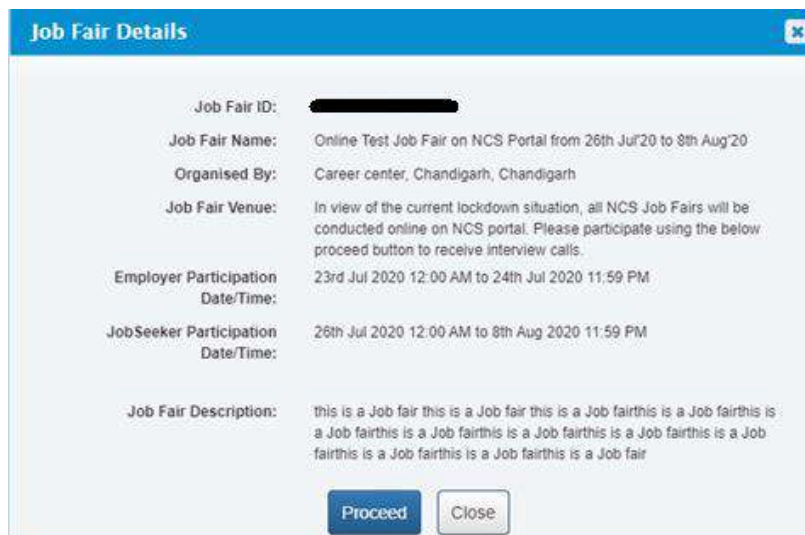 Job Fair Details
Job Fair ID:
Job Fair Name: Online Test Job Fair on NCS Portal from 26th Jul'20 to 8th Aug'20
Organised By: Career center, Chandigarh, Chandigarh
Job Fair Venue: In view of the current lockdown situation, all NCS Job Fairs will be
conducted online on NCS portal. Please participate using the below
proceed button to receive interview calls.
Employer Participation 23rd Jul 2020 12:00 AM to 24th Jul 2020 11:59 PM
Date/Time:
JobSeeker Participation 26th Jul 2020 12:00 AM to 8th Aug 2020 11:59 PM
Date/Time:
Job Fair Description: this is a Job fair this is a Job fair this is a Job fairthis is a Job fairthis is
a Job fairthis is a Job fairthis is a Job fairthis is a Job fairthis is a Job
fairthis is a Job fairthis is a Job fairthis is a Job fair
Proceed Close